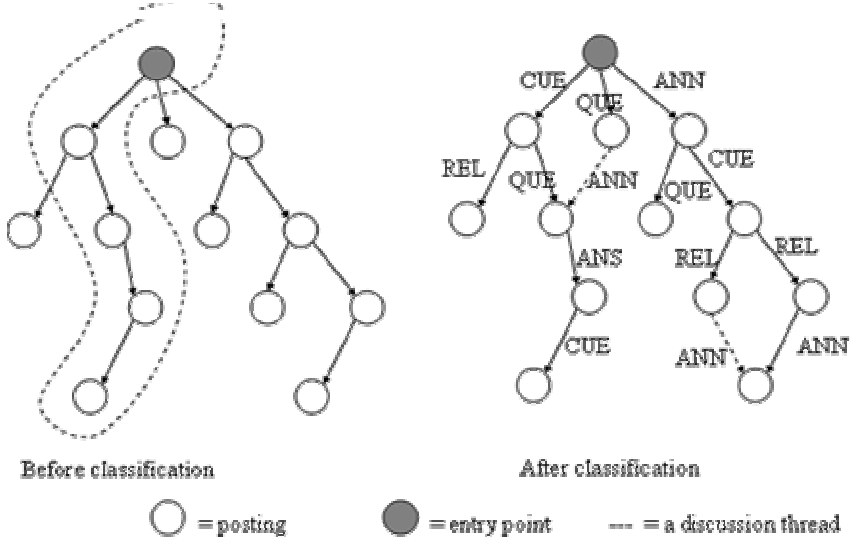 CUE
ANN
QUE
REL
QUE
ANN
QUE
CUE
ANS
REL
REL
CUE
ANN
ANN
Before classification
After classification
= posting
= entry point
--- = a discussion thread